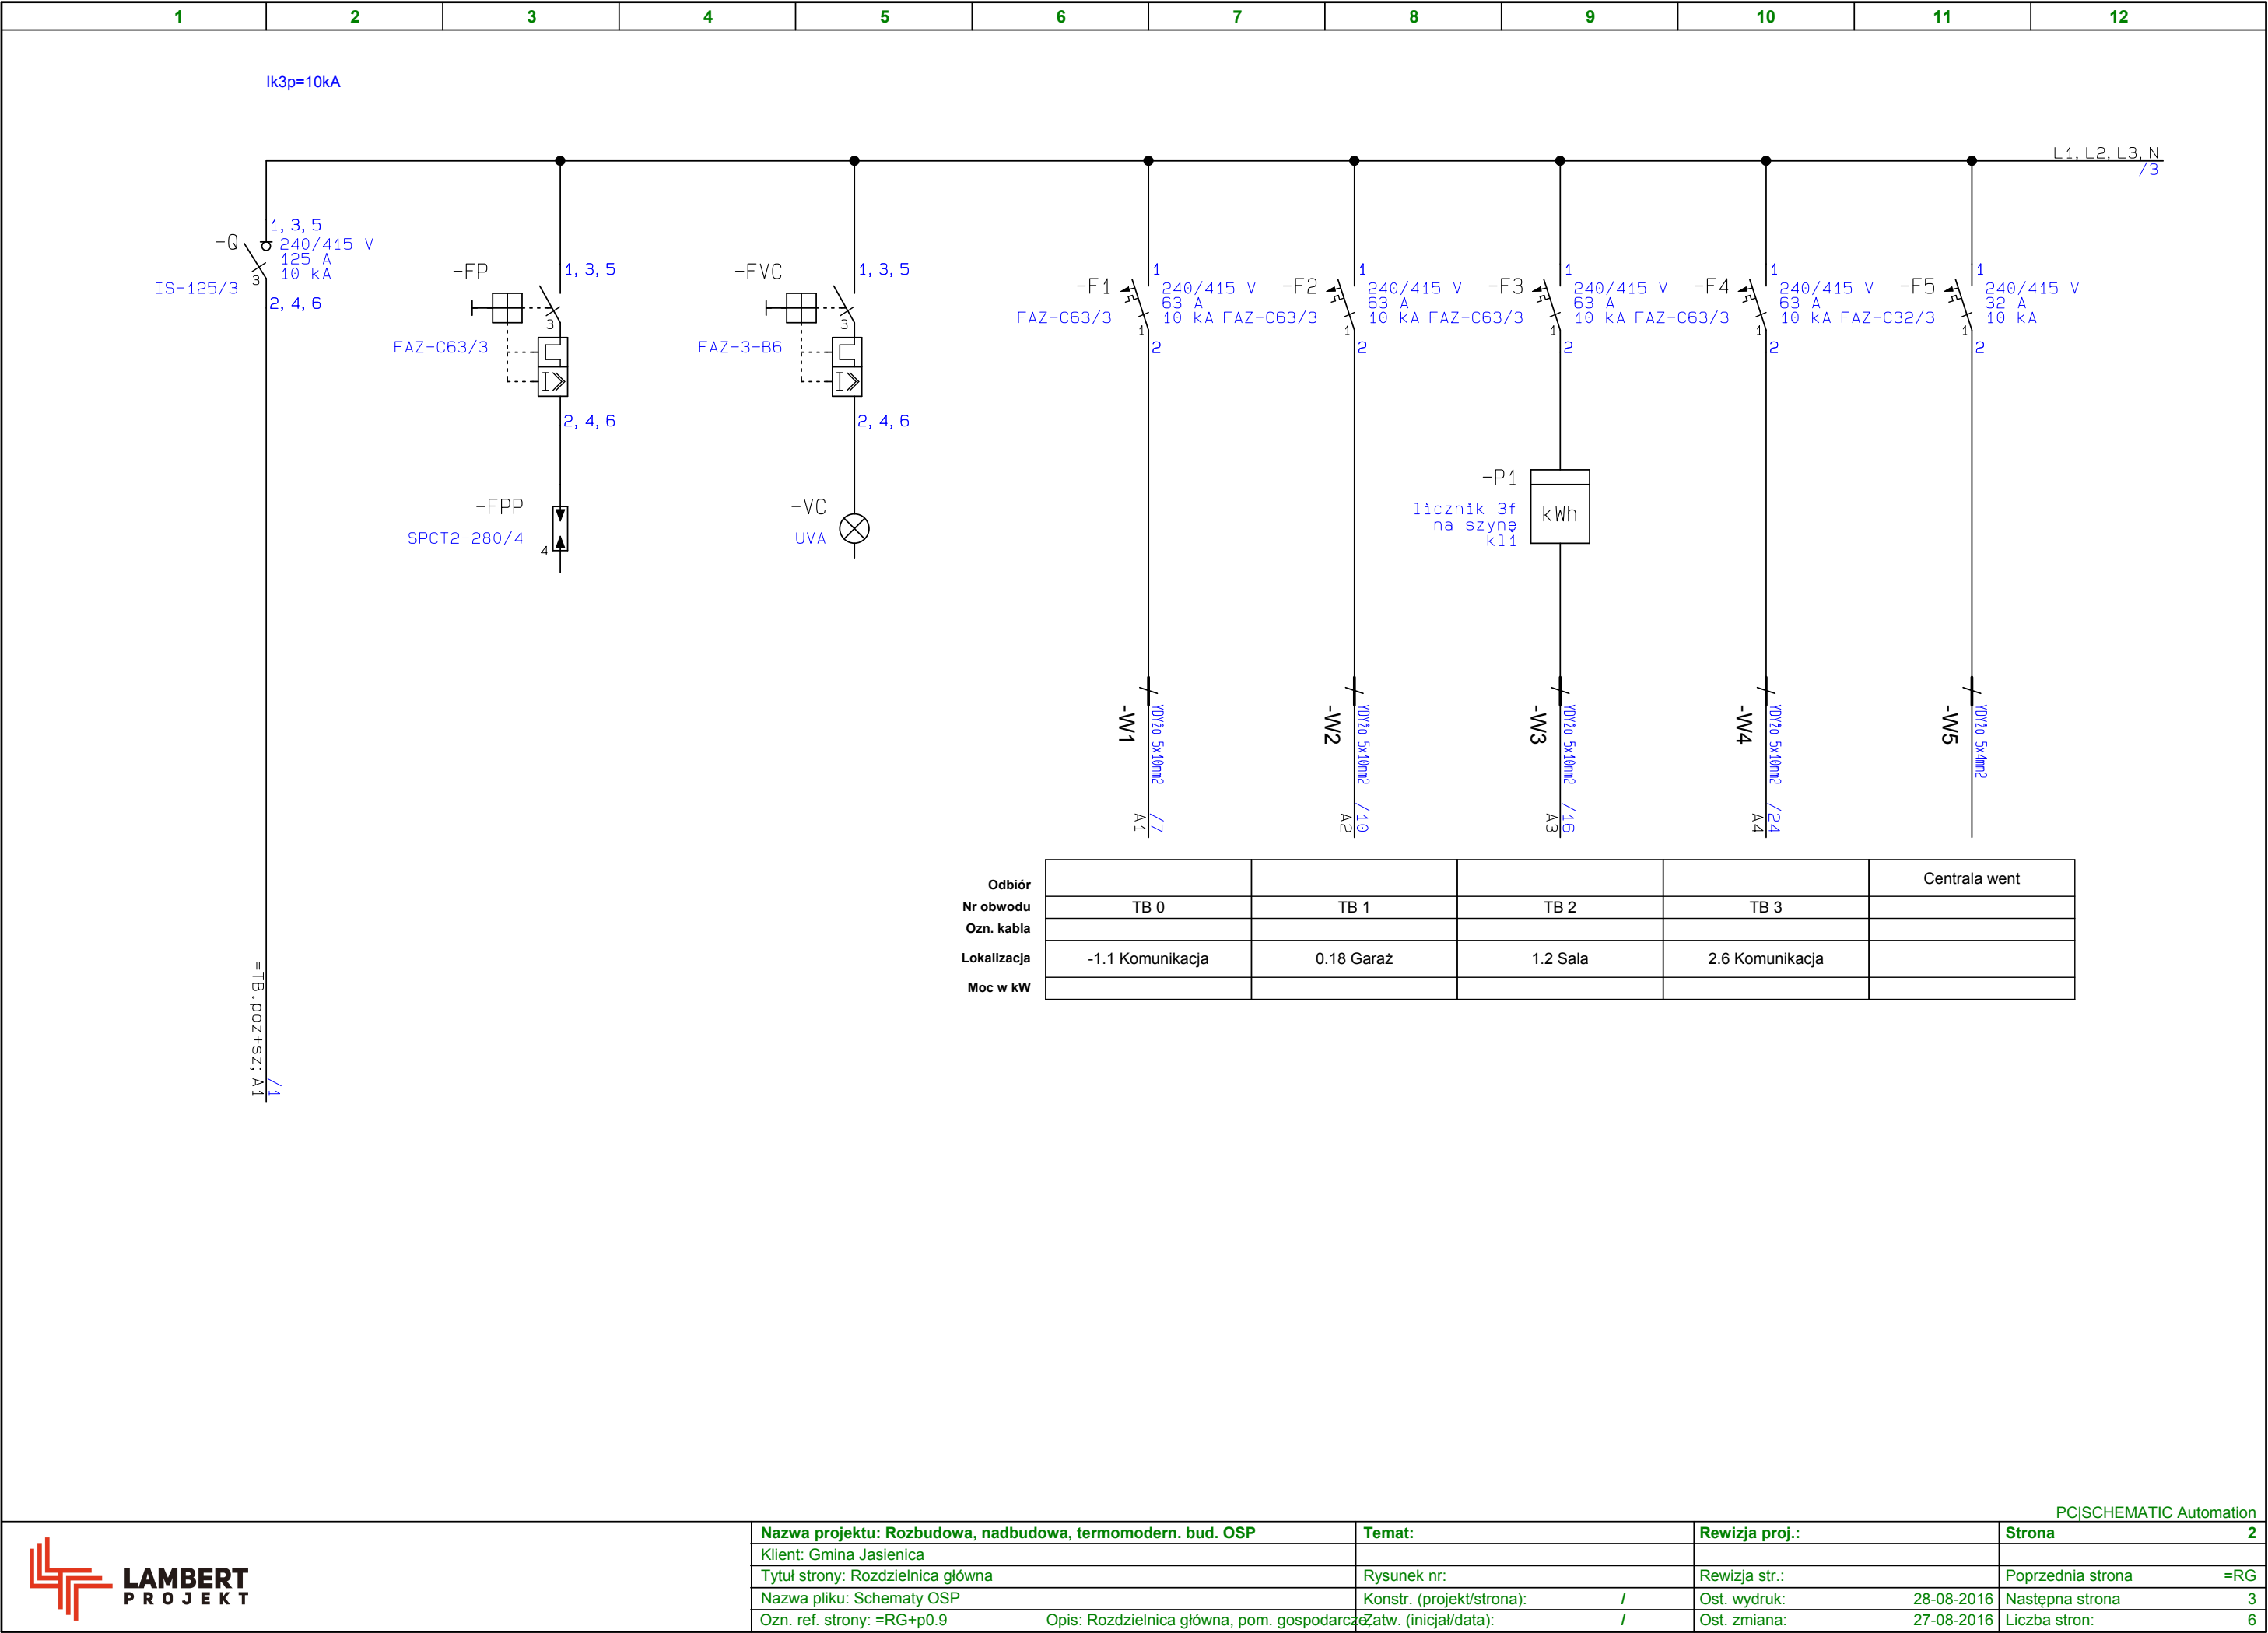 1 2 3 4 5 6 7 8 9 10 11 12
Ik3p=10kA
L1, L2, L3, N
/3
-Q
1, 3, 5
240/415 V
125 A
10 kA
3
IS-125/3
2, 4, 6
-FP
1, 3, 5
3
FAZ-C63/3
I
2, 4, 6
-FPP
SPCT2-280/4
4
-FVC
1, 3, 5
3
FAZ-3-B6
I
2, 4, 6
-VC
UVA
-F1
1
240/415 V
63 A
10 kA
FAZ-C63/3
1
2
-F2
1
240/415 V
63 A
10 kA
FAZ-C63/3
1
2
-F3
1
240/415 V
63 A
10 kA
FAZ-C63/3
1
2
-F4
1
240/415 V
63 A
10 kA
FAZ-C63/3
1
2
-F5
1
240/415 V
32 A
10 kA
FAZ-C32/3
1
2
-P1
licznik 3f
na szynę
kl1
kWh
-W1
YDYżo 5x10mm2
A1
/7
-W2
YDYżo 5x10mm2
A2
/10
-W3
YDYżo 5x10mm2
A3
/16
-W4
YDYżo 5x10mm2
A4
/24
-W5
YDYżo 5x4mm2
Odbiór Centrala went
Nr obwodu TB 0 TB 1 TB 2 TB 3
Ozn. kabla
Lokalizacja -1.1 Komunikacja 0.18 Garaż 1.2 Sala 2.6 Komunikacja
Moc w kW
=TB.poz+sz; A1
/1
PC|SCHEMATIC Automation
LAMBERT
PROJEKT
Nazwa projektu: Rozbudowa, nadbudowa, termomodern. bud. OSP Temat: Rewizja proj.: Strona 2
Klient: Gmina Jasienica
Tytuł strony: Rozdzielnica główna Rysunek nr: Rewizja str.: Poprzednia strona =RG
Nazwa pliku: Schematy OSP Konstr. (projekt/strona): / Ost. wydruk: 28-08-2016 Następna strona 3
Ozn. ref. strony: =RG+p0.9 Opis: Rozdzielnica główna, pom. gospodarcze, Zatw. (inicjał/data): / Ost. zmiana: 27-08-2016 Liczba stron: 6